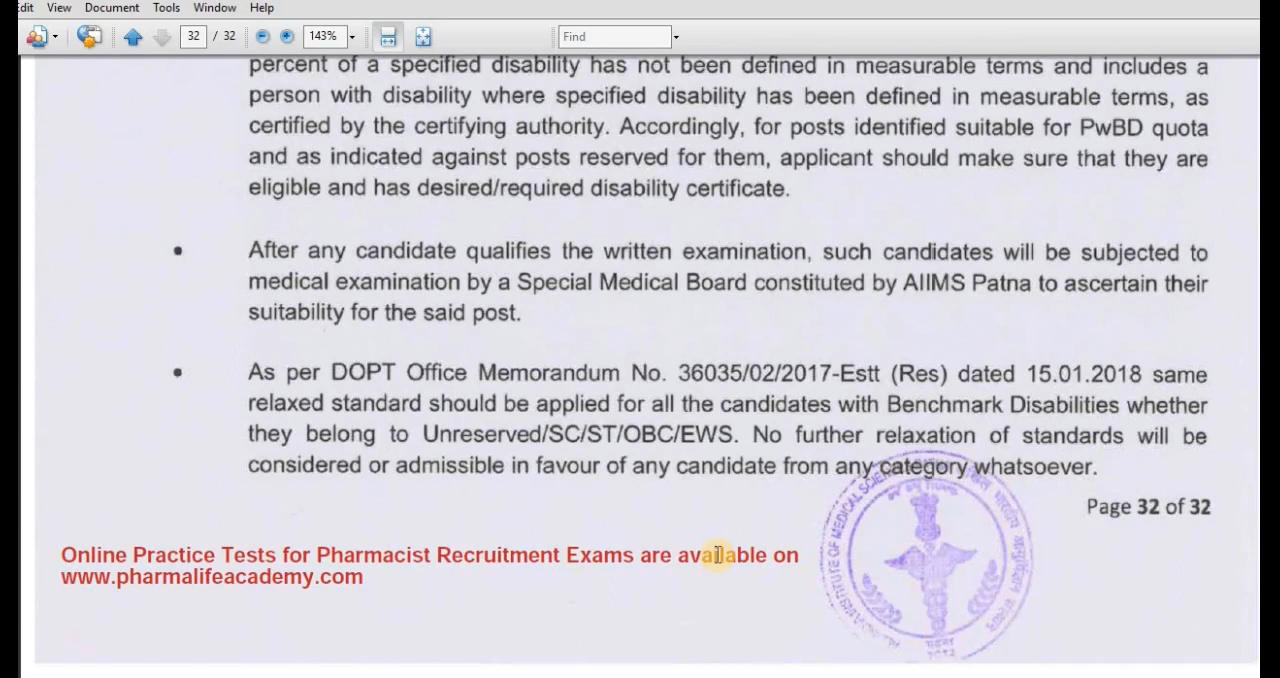 dit View Document Tools Window Help
32 / 32 143% Find
percent of a specified disability has not been defined in measurable terms and includes a
person with disability where specified disability has been defined in measurable terms, as
certified by the certifying authority. Accordingly, for posts identified suitable for PwBD quota
and as indicated against posts reserved for them, applicant should make sure that they are
eligible and has desired/required disability certificate.
• After any candidate qualifies the written examination, such candidates will be subjected to
medical examination by a Special Medical Board constituted by AIIMS Patna to ascertain their
suitability for the said post.
• As per DOPT Office Memorandum No. 36035/02/2017-Estt (Res) dated 15.01.2018 same
relaxed standard should be applied for all the candidates with Benchmark Disabilities whether
they belong to Unreserved/SC/ST/OBC/EWS. No further relaxation of standards will be
considered or admissible in favour of any candidate from any category whatsoever.
Page 32 of 32
Online Practice Tests for Pharmacist Recruitment Exams are available on
www.pharmalifeacademy.com
INSTITUTE OF MEDICAL